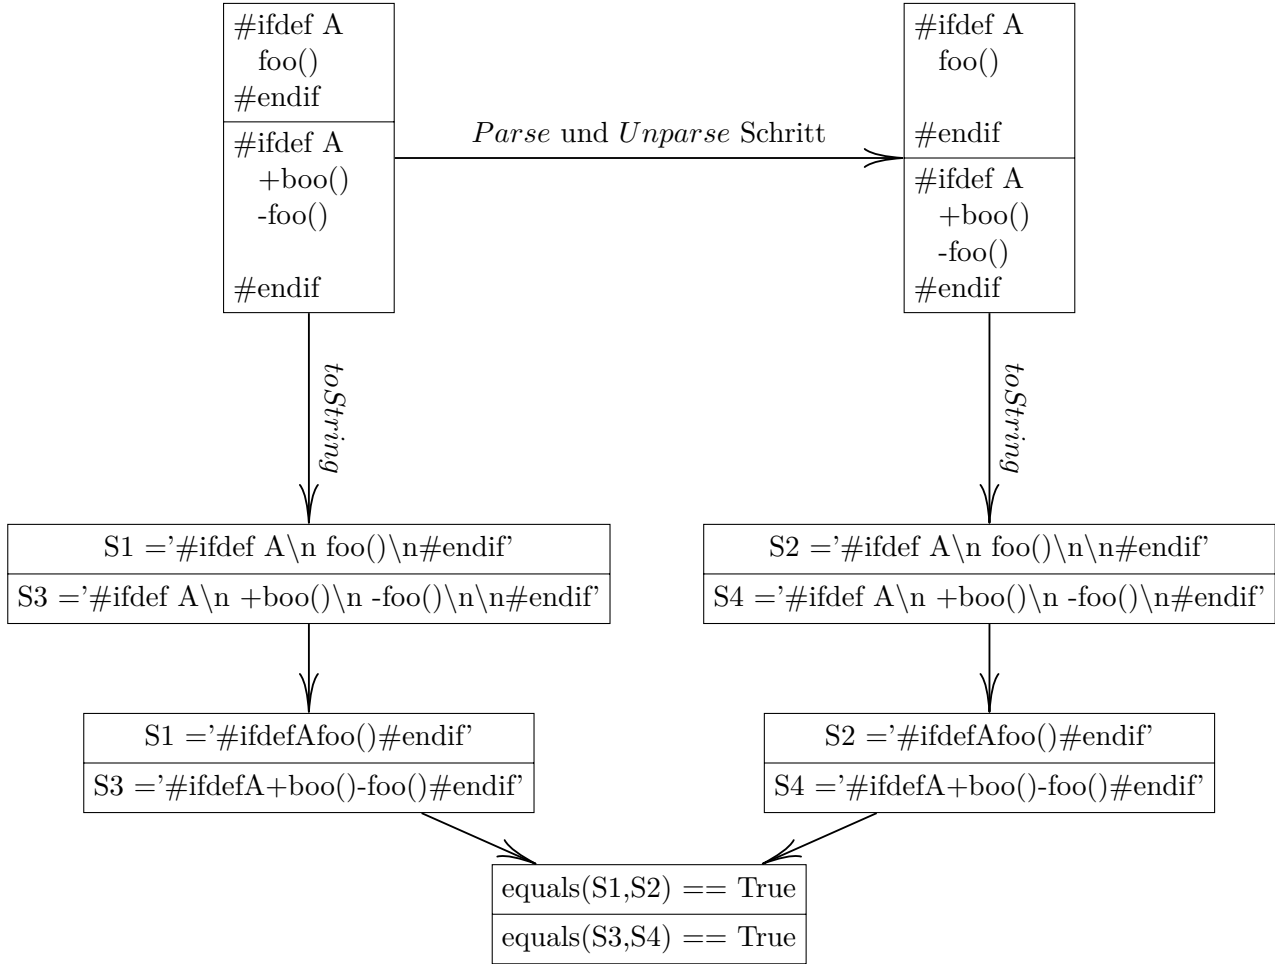 #ifdef A
foo()
#endif
#ifdef A
+boo()
-foo()
#endif
Parse und Unparse Schritt
#ifdef A
foo()
#endif
#ifdef A
+boo()
-foo()
#endif
toString
toString
S1 ='#ifdef A\n foo()\n#endif'
S3 ='#ifdef A\n +boo()\n -foo()\n\n#endif'
S2 ='#ifdef A\n foo()\n\n#endif'
S4 ='#ifdef A\n +boo()\n -foo()\n#endif'
S1 ='#ifdefAfoo()#endif'
S3 ='#ifdefA+boo()-foo()#endif'
S2 ='#ifdefAfoo()#endif'
S4 ='#ifdefA+boo()-foo()#endif'
equals(S1,S2) == True
equals(S3,S4) == True